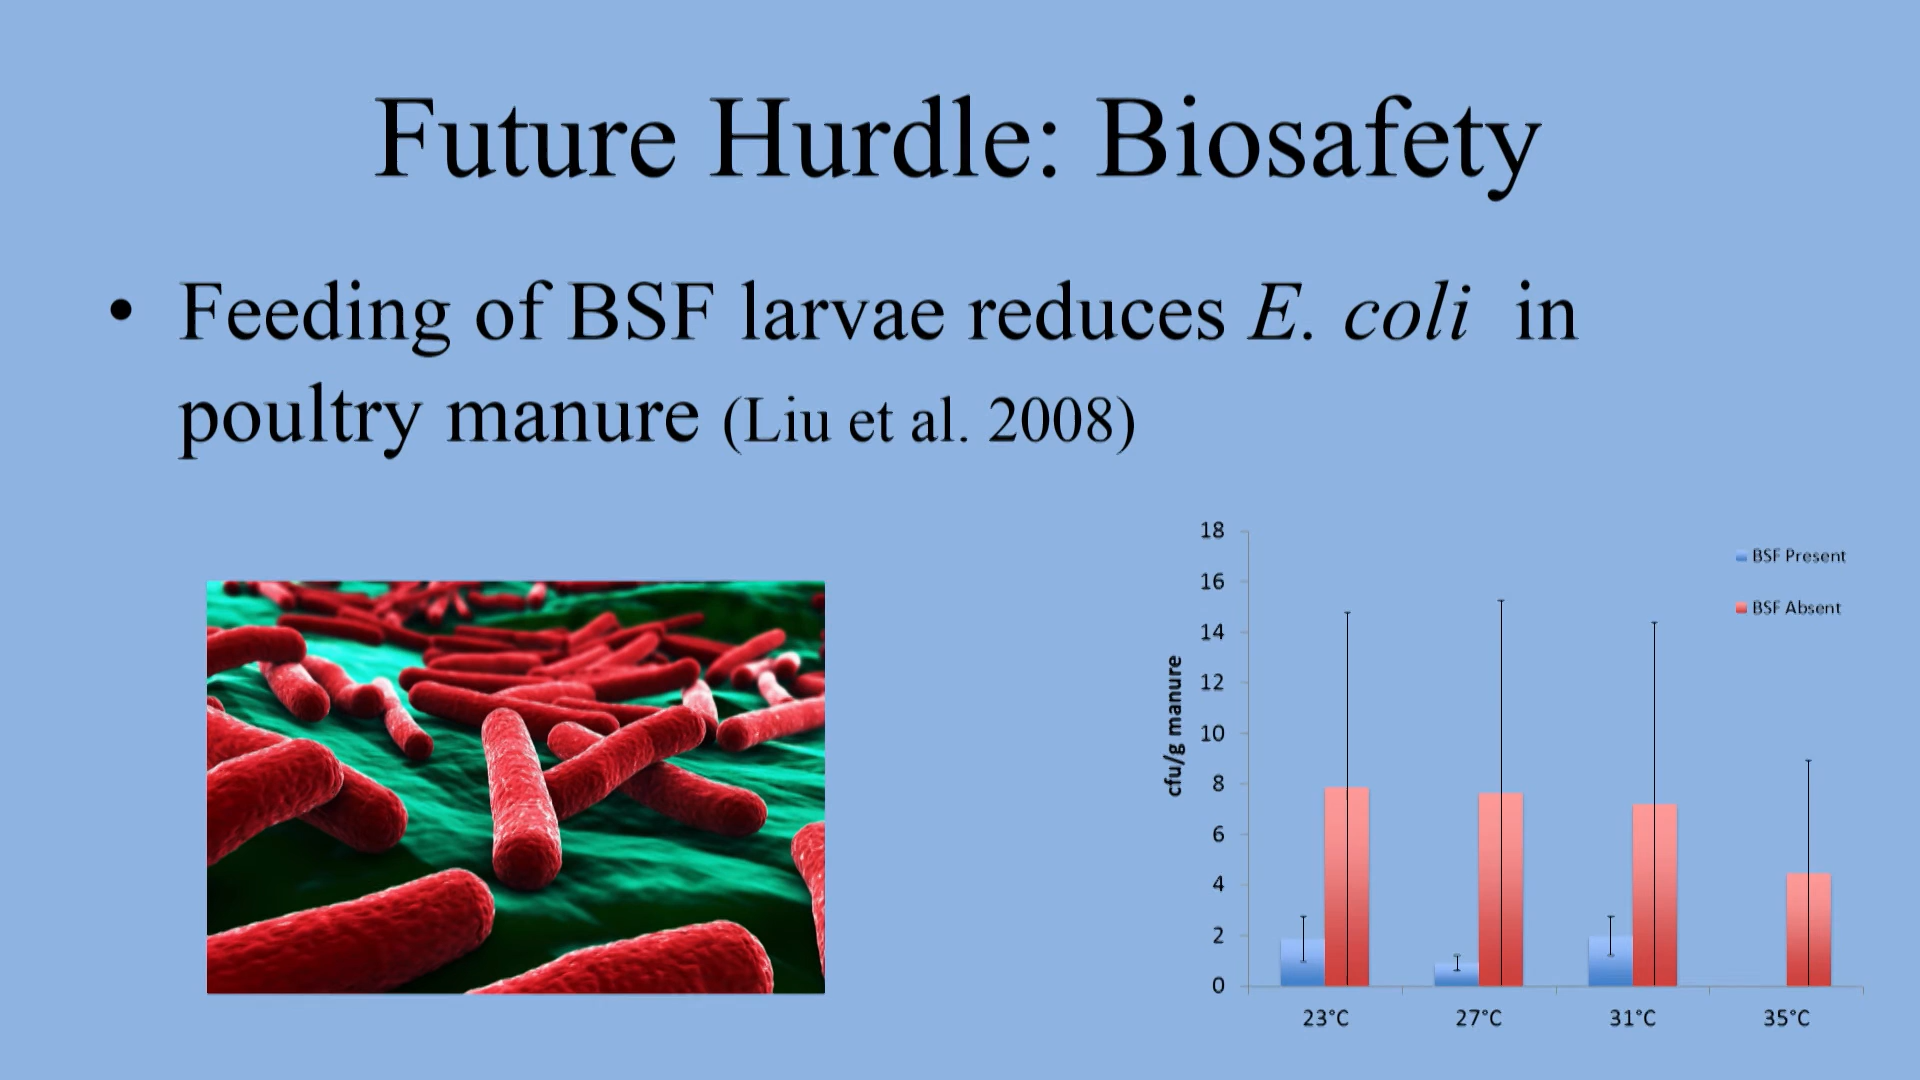 Future Hurdle: Biosafety
• Feeding of BSF larvae reduces E. coli in
poultry manure (Liu et al. 2008)
18
16
14
12
10
8
6
4
2
0
cfu/g manure
BSF Present
BSF Absent
23°C
27°C
31°C
35°C